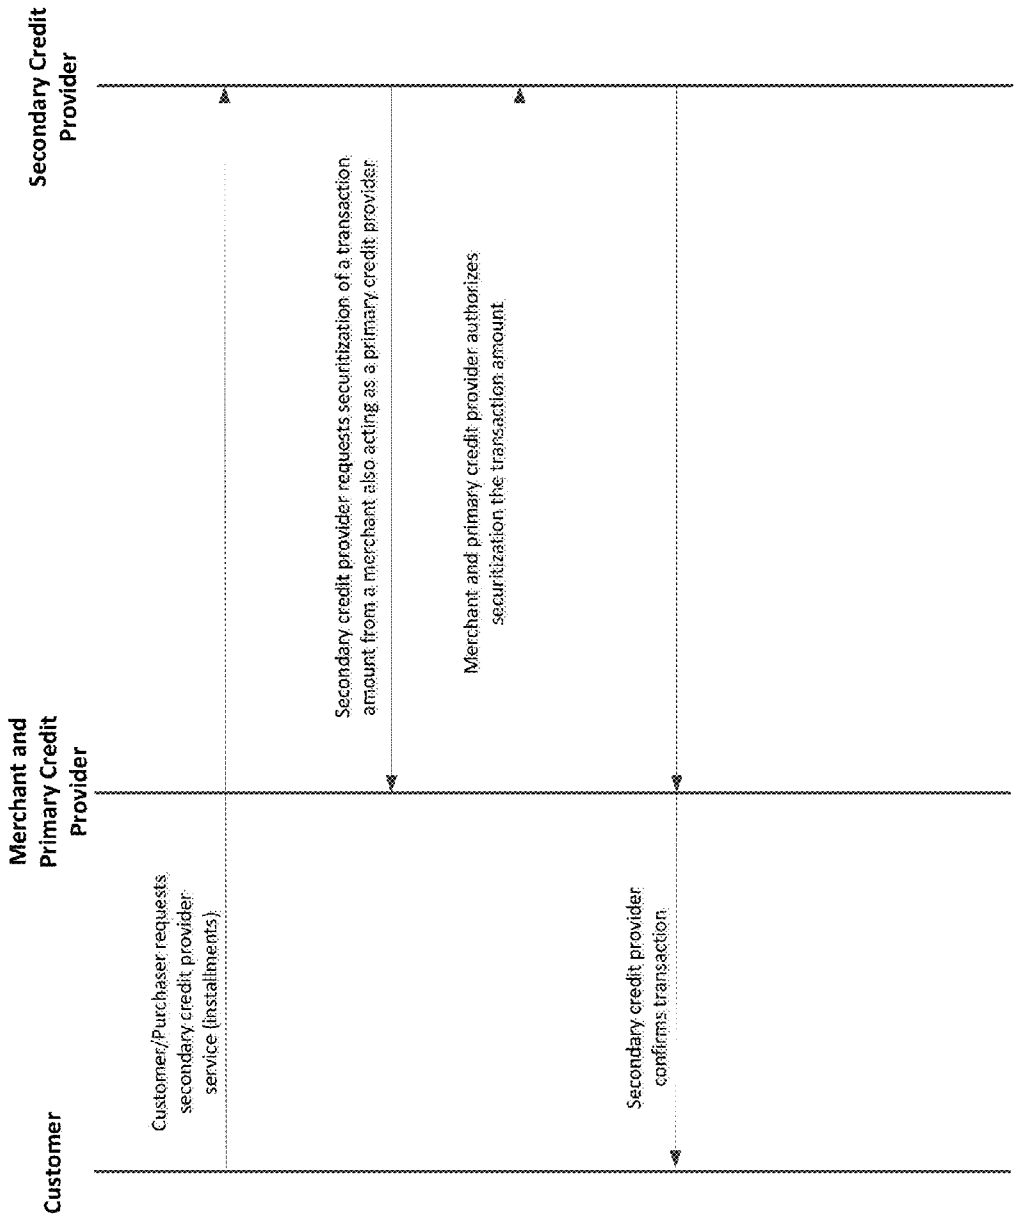 Customer
Merchant and
Primary Credit
Provider
Secondary Credit
Provider
Customer/Purchaser requests
secondary credit provider
service (installments)
Secondary credit provider requests securitization of a transaction
amount from a merchant also acting as a primary credit provider
Merchant and primary credit provider authorizes
securitization the transaction amount
Secondary credit provider
confirms transaction